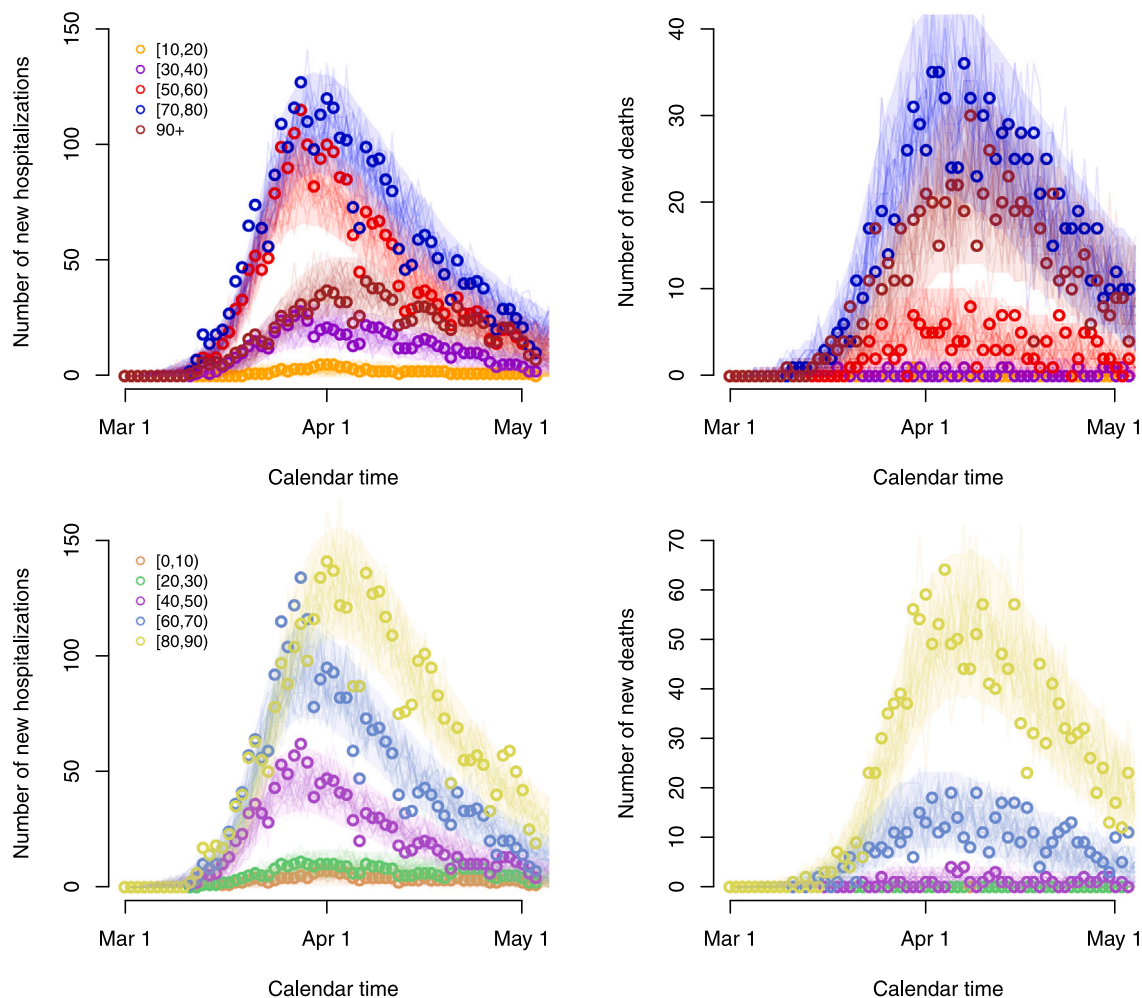 Number of new hospitalizations
150
100
50
0
[10,20)
[30,40)
[50,60)
[70,80)
90+
Mar 1
Apr 1
May 1
Calendar time
Number of new deaths
40
30
20
10
0
Mar 1
Apr 1
May 1
Calendar time
Number of new hospitalizations
150
100
50
0
[0,10)
[20,30)
[40,50)
[60,70)
[80,90)
Mar 1
Apr 1
May 1
Calendar time
Number of new deaths
70
60
50
40
30
20
10
0
Mar 1
Apr 1
May 1
Calendar time